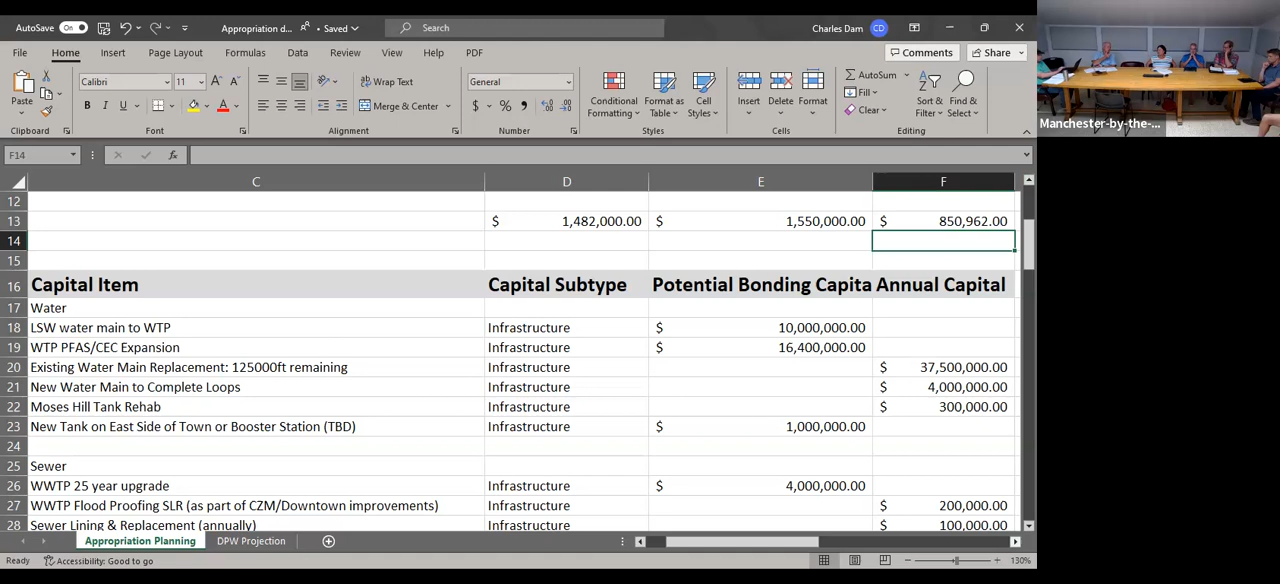 AutoSave On Appropriation d... • Saved Search Charles Dam CD
File Home Insert Page Layout Formulas Data Review View Help PDF Comments Share
Paste Calibri 11 A A Wrap Text General Conditional Formatting Format as Table Cell Styles Insert Delete Format AutoSum Fill Clear Sort & Filter Find & Select
B I U A Merge & Center $ % ,
Clipboard Font Alignment Number Styles Cells Editing
Manchester-by-the-...
F14 fx
C D E F
12
13 $ 1,482,000.00 $ 1,550,000.00 $ 850,962.00
14
15
16 Capital Item Capital Subtype Potential Bonding Capita Annual Capital
17 Water
18 LSW water main to WTP Infrastructure $ 10,000,000.00
19 WTP PFAS/CEC Expansion Infrastructure $ 16,400,000.00
20 Existing Water Main Replacement: 125000ft remaining Infrastructure $ 37,500,000.00
21 New Water Main to Complete Loops Infrastructure $ 4,000,000.00
22 Moses Hill Tank Rehab Infrastructure $ 300,000.00
23 New Tank on East Side of Town or Booster Station (TBD) Infrastructure $ 1,000,000.00
24
25 Sewer
26 WWTP 25 year upgrade Infrastructure $ 4,000,000.00
27 WWTP Flood Proofing SLR (as part of CZM/Downtown improvements) Infrastructure $ 200,000.00
28 Sewer Lining & Replacement (annually) Infrastructure $ 100,000.00
Appropriation Planning DPW Projection
Ready Accessibility: Good to go 130%